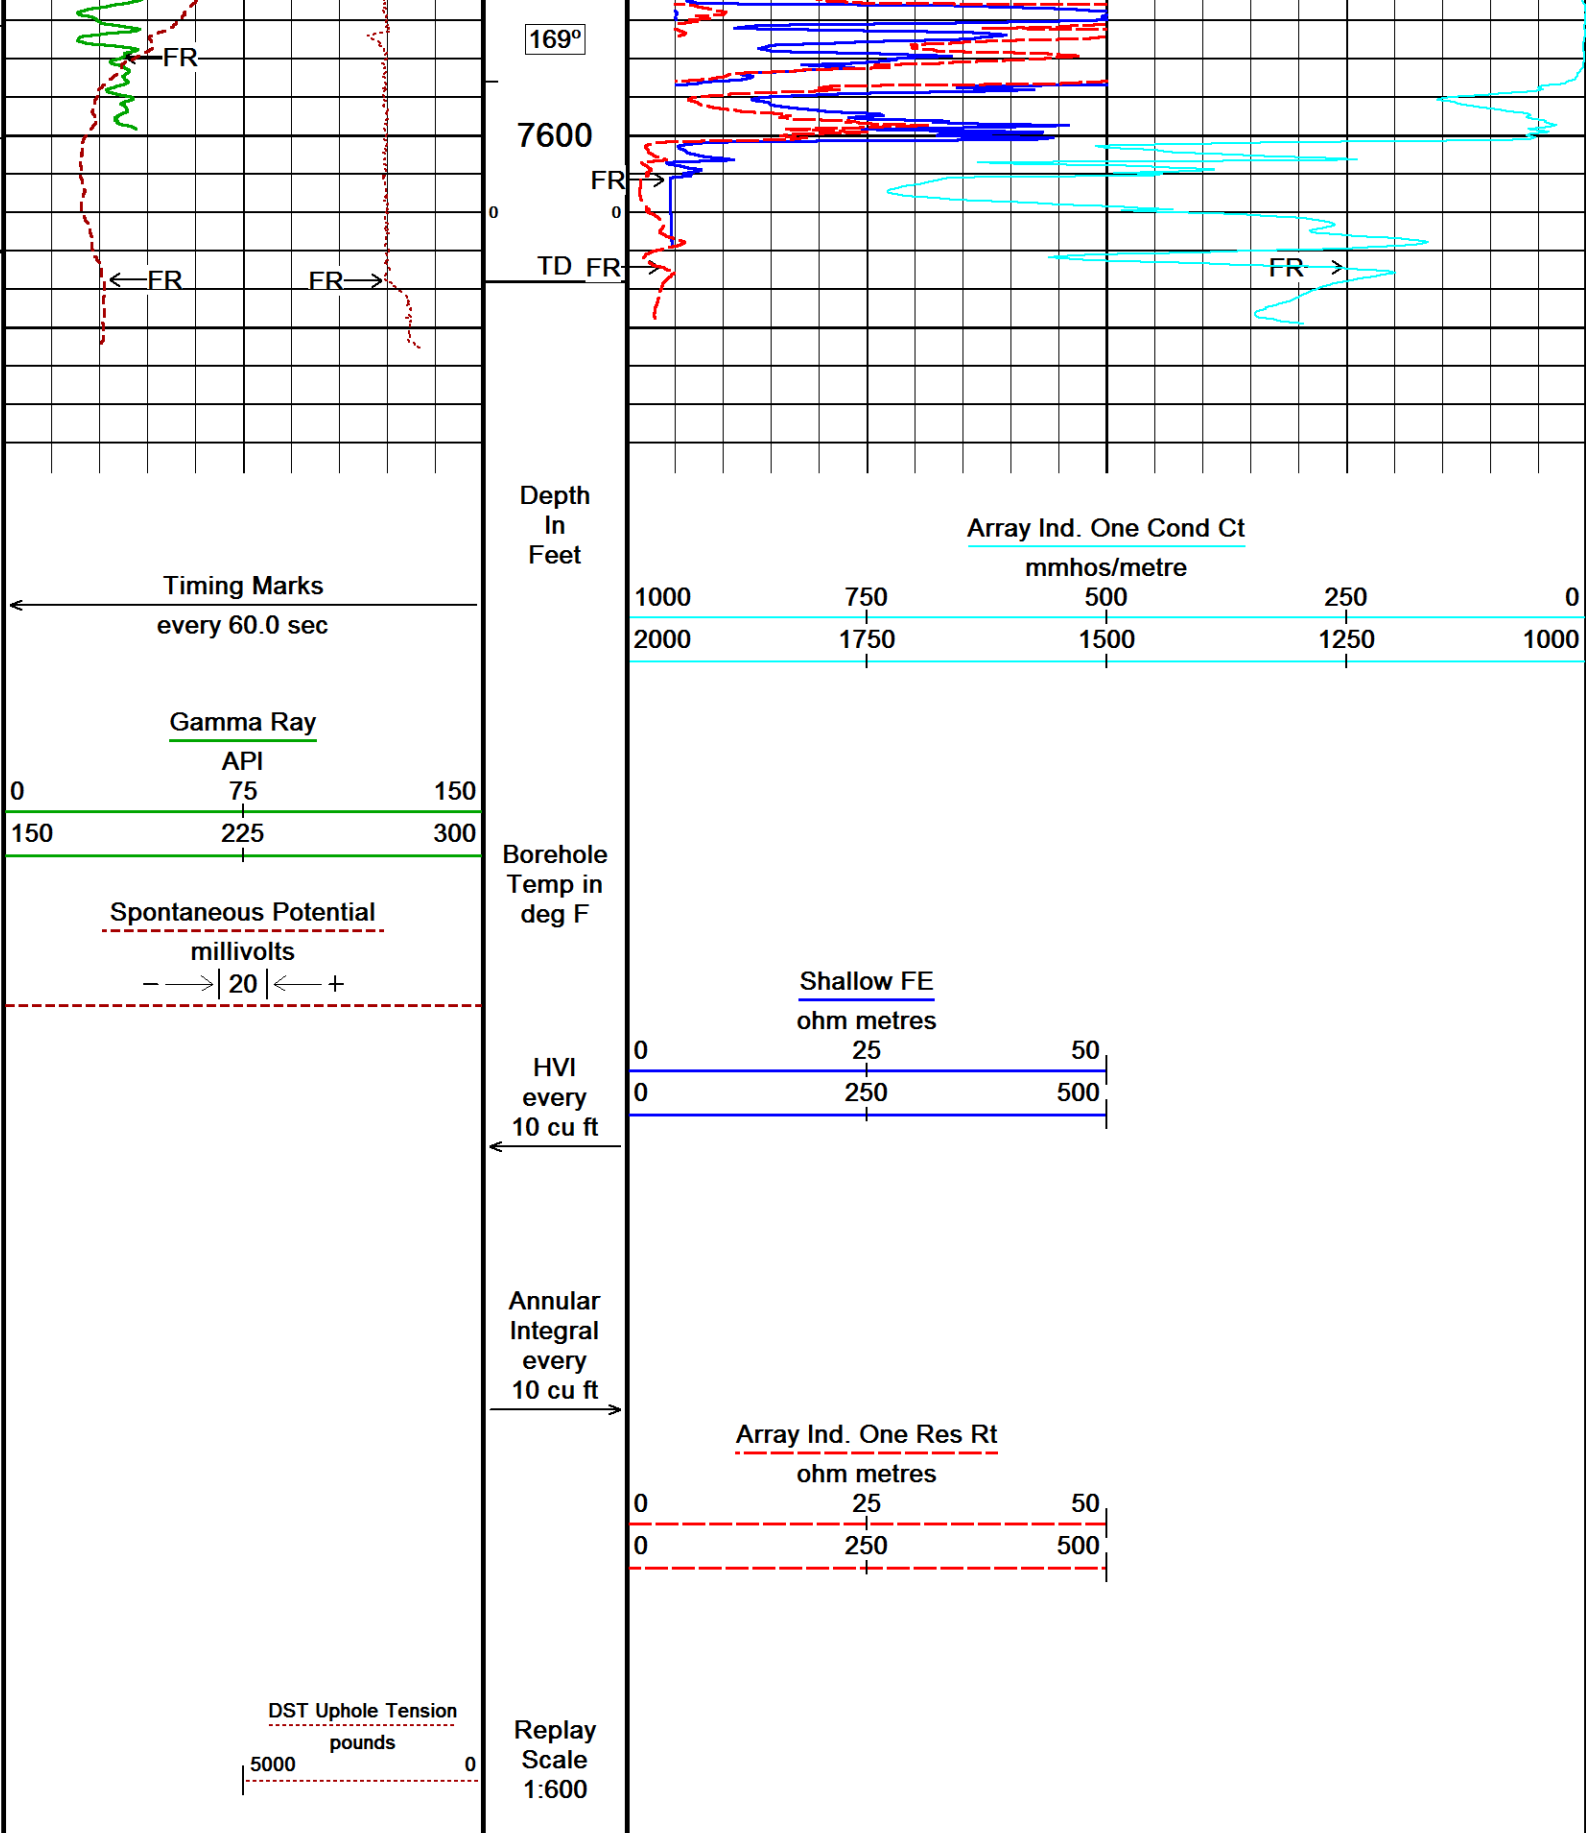 169º
FR
7600
FR
0
0
TD
FR
FR
FR
FR
Depth
In
Feet
Array Ind. One Cond Ct
mmhos/metre
1000 750 500 250 0
2000 1750 1500 1250 1000
Timing Marks
every 60.0 sec
Gamma Ray
API
0 75 150
150 225 300
Borehole
Temp in
deg F
Spontaneous Potential
millivolts
− 20 +
Shallow FE
ohm metres
0 25 50
0 250 500
HVI
every
10 cu ft
Annular
Integral
every
10 cu ft
Array Ind. One Res Rt
ohm metres
0 25 50
0 250 500
DST Uphole Tension
pounds
5000 0
Replay
Scale
1:600